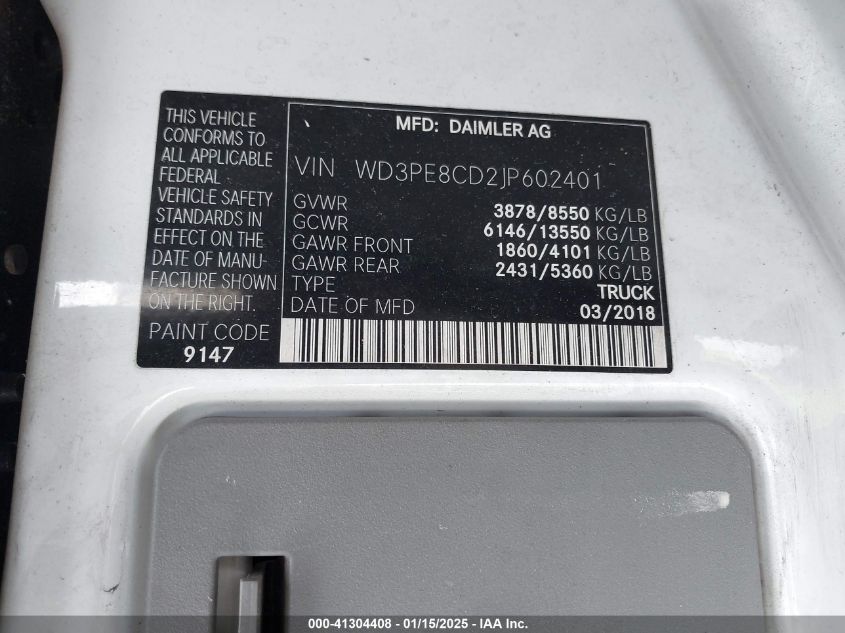 THIS VEHICLE
CONFORMS TO
ALL APPLICABLE
FEDERAL
VEHICLE SAFETY
STANDARDS IN
EFFECT ON THE
DATE OF MANU-
FACTURE SHOWN
ON THE RIGHT.
PAINT CODE
9147
MFD: DAIMLER AG
VIN WD3PE8CD2JP602401
GVWR 3878/8550 KG/LB
GCWR 6146/13550 KG/LB
GAWR FRONT 1860/4101 KG/LB
GAWR REAR 2431/5360 KG/LB
TYPE TRUCK
DATE OF MFD 03/2018
000-41304408 - 01/15/2025 - IAA Inc.